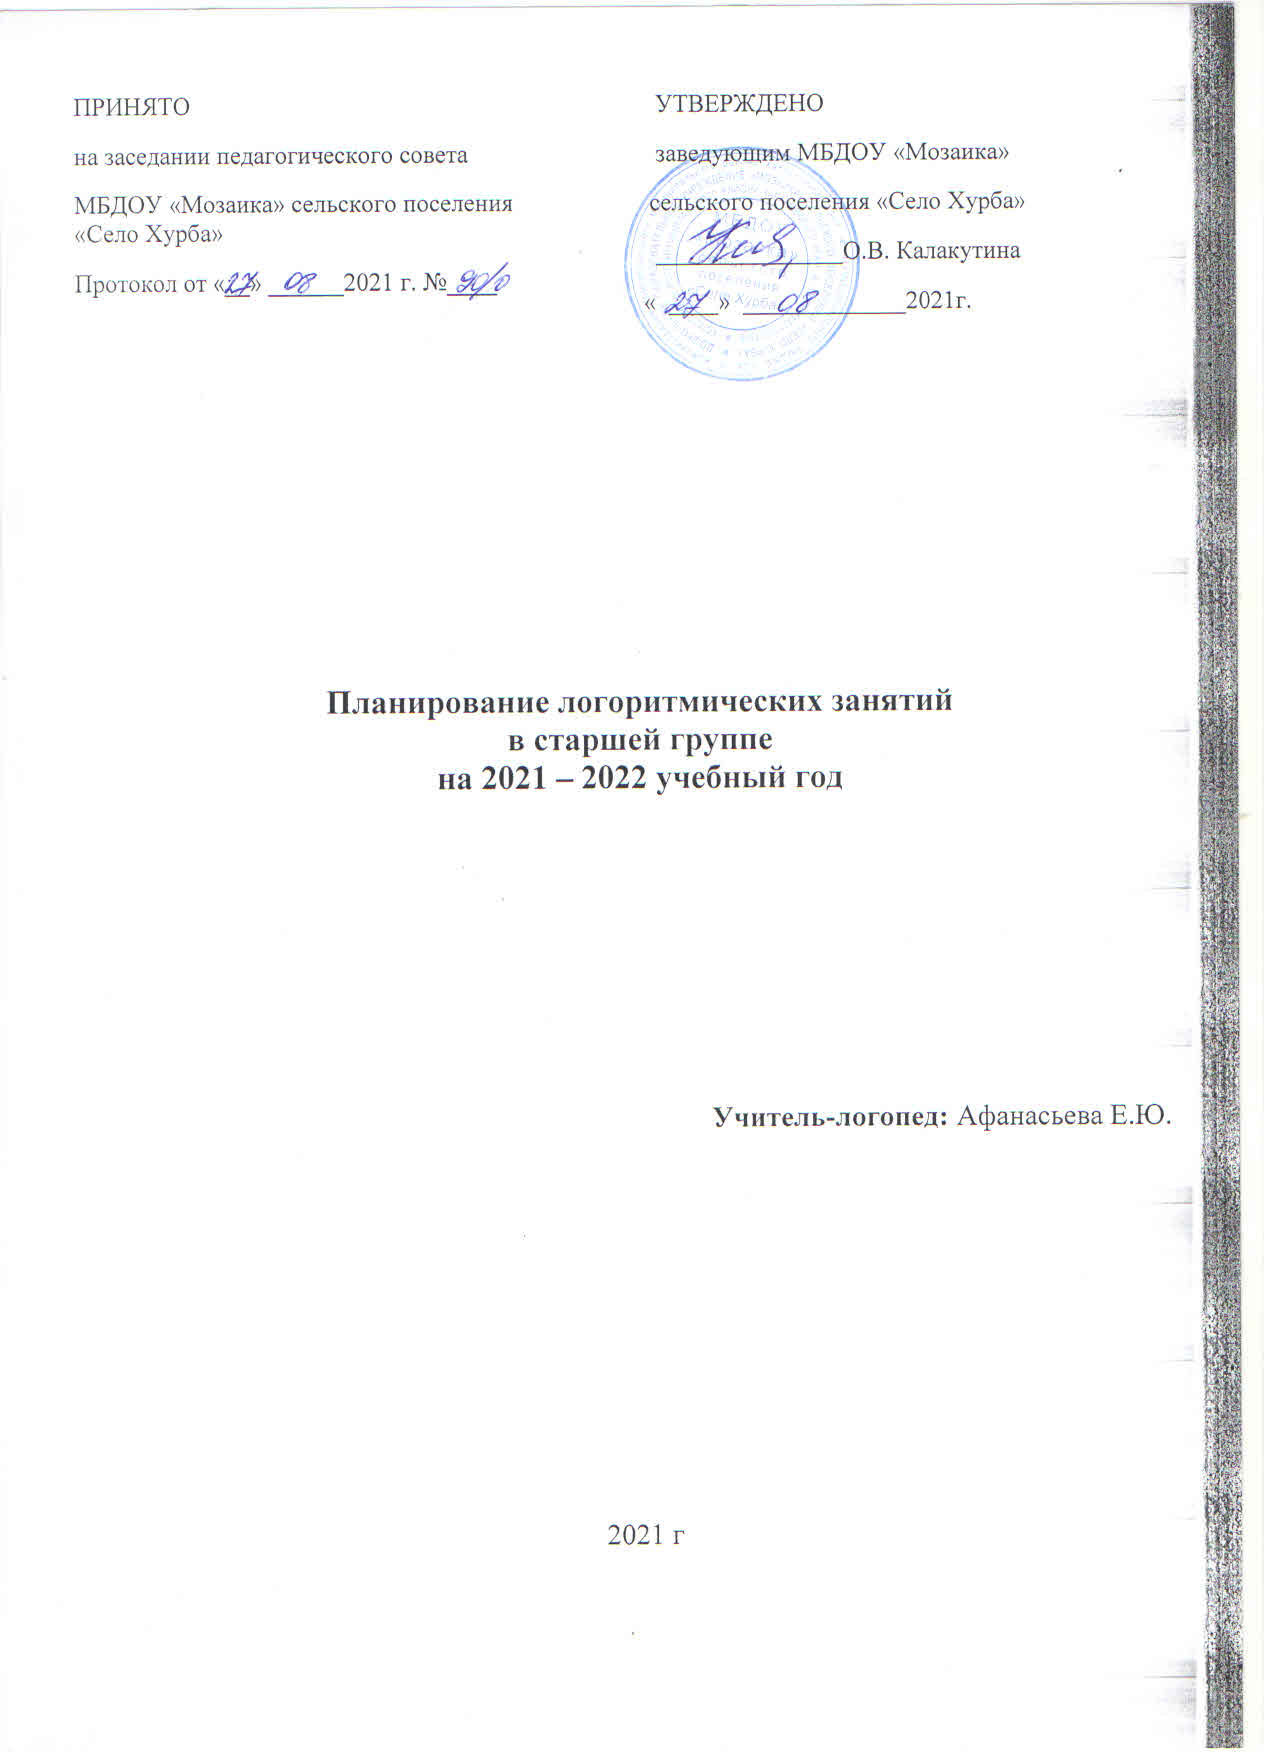 ПРИНЯТО
на заседании педагогического совета
МБДОУ «Мозаика» сельского поселения
«Село Хурба»
Протокол от «27» 08 2021 г. №
УТВЕРЖДЕНО
заведующим МБДОУ «Мозаика»
сельского поселения «Село Хурба»
О.В. Калакутина
« 27 » 08 2021г.
Планирование логоритмических занятий
в старшей группе
на 2021 – 2022 учебный год
Учитель-логопед: Афанасьева Е.Ю.
2021 г